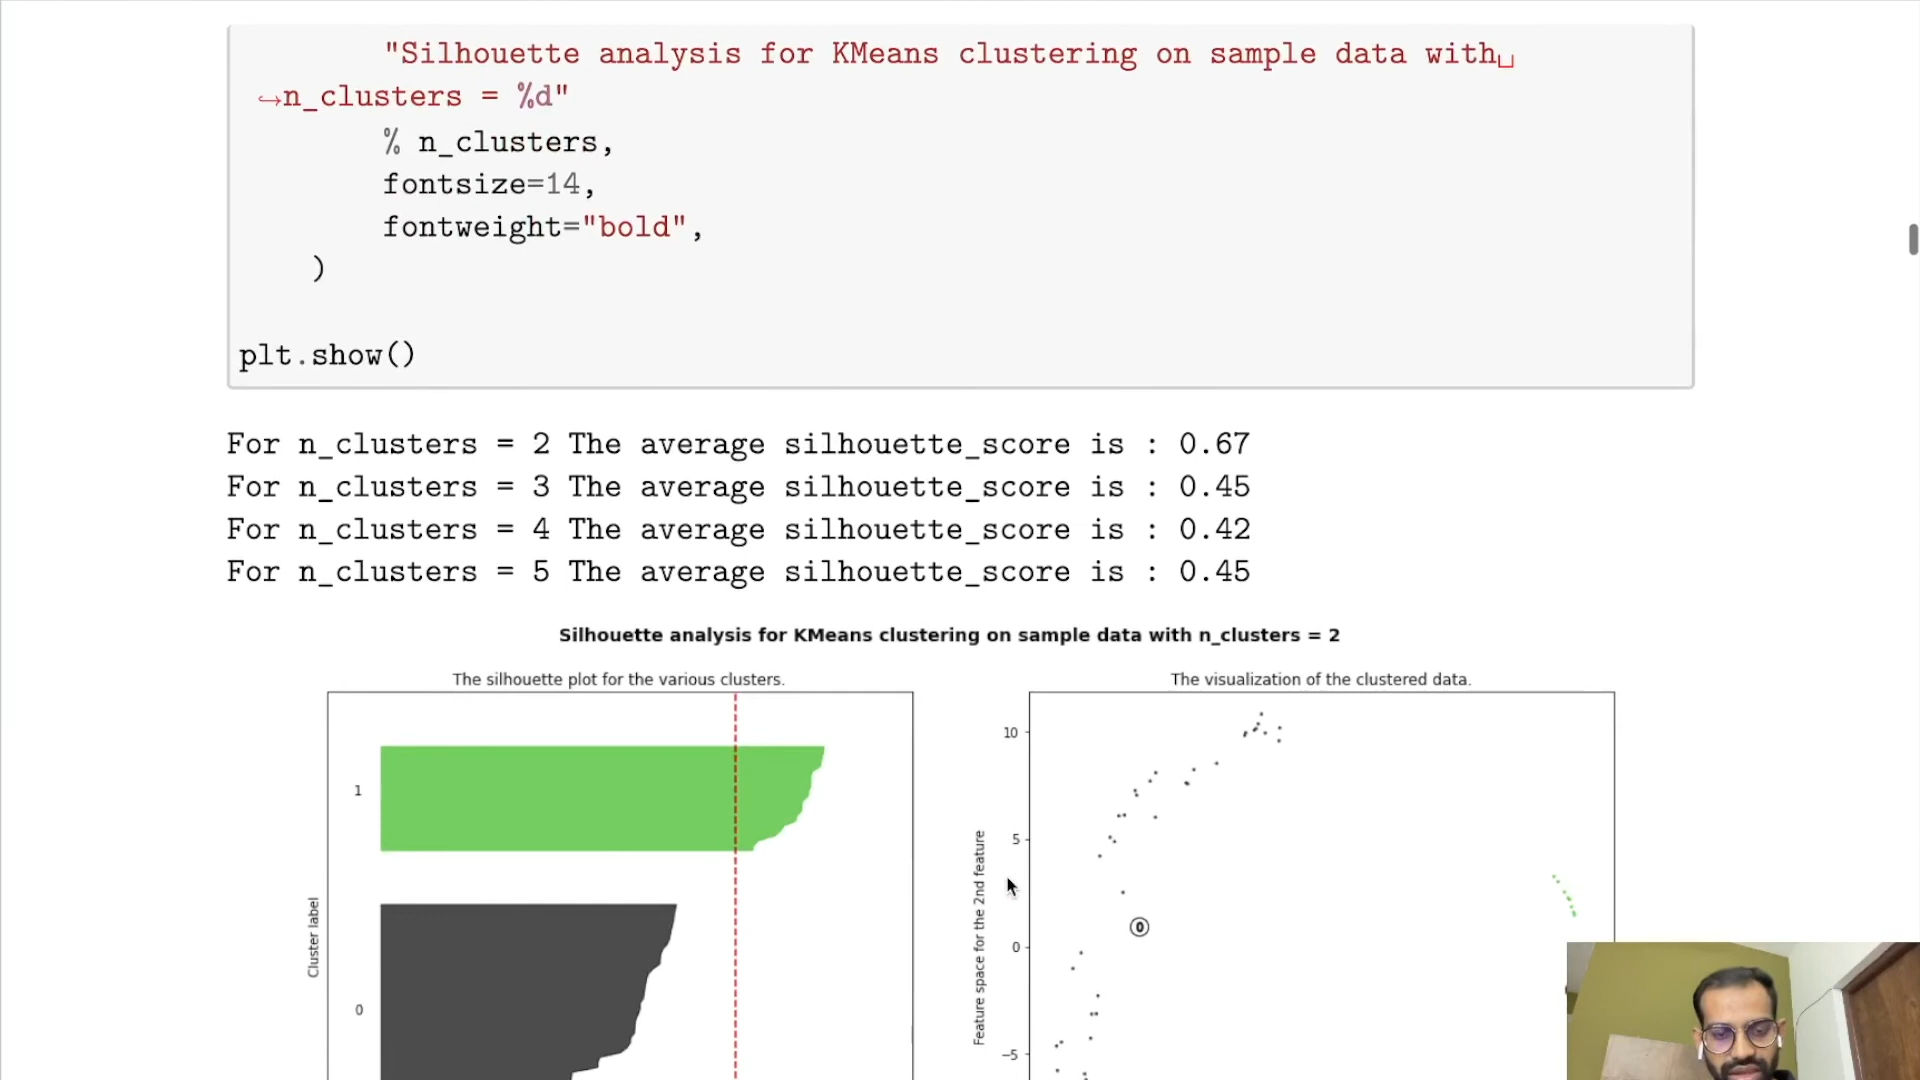 "Silhouette analysis for KMeans clustering on sample data with␣
↪n_clusters = %d"
% n_clusters,
fontsize=14,
fontweight="bold",
)
plt.show()
For n_clusters = 2 The average silhouette_score is : 0.67
For n_clusters = 3 The average silhouette_score is : 0.45
For n_clusters = 4 The average silhouette_score is : 0.42
For n_clusters = 5 The average silhouette_score is : 0.45
Silhouette analysis for KMeans clustering on sample data with n_clusters = 2
The silhouette plot for the various clusters.
1
0
Cluster label
The visualization of the clustered data.
10
5
0
−5
Feature space for the 2nd feature
0